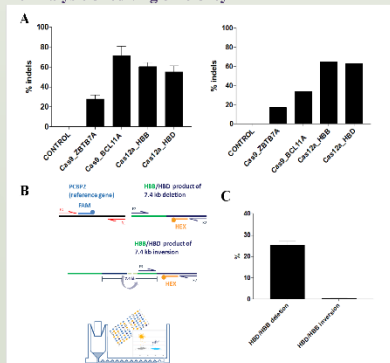 A
% indets
100
80
60
40
20
0
CONTROL
Cas9_ZBTB7A
Cas9_BCL11A
Cas12a_HBB
Cas12a_HBD
% indels
100
80
60
40
20
0
CONTROL
Cas9_ZBTB7A
Cas9_BCL11A
Cas12a_HBB
Cas12a_HBD
B
PCBP2
(reference gene)
FAM
HBB/HBD product of
7.4 kb deletion
HEX
HBB/HBD product of
7.4 kb inversion
HEX
C
%
40
30
20
10
0
HBD/HBB deletion
HBD/HBB inversion